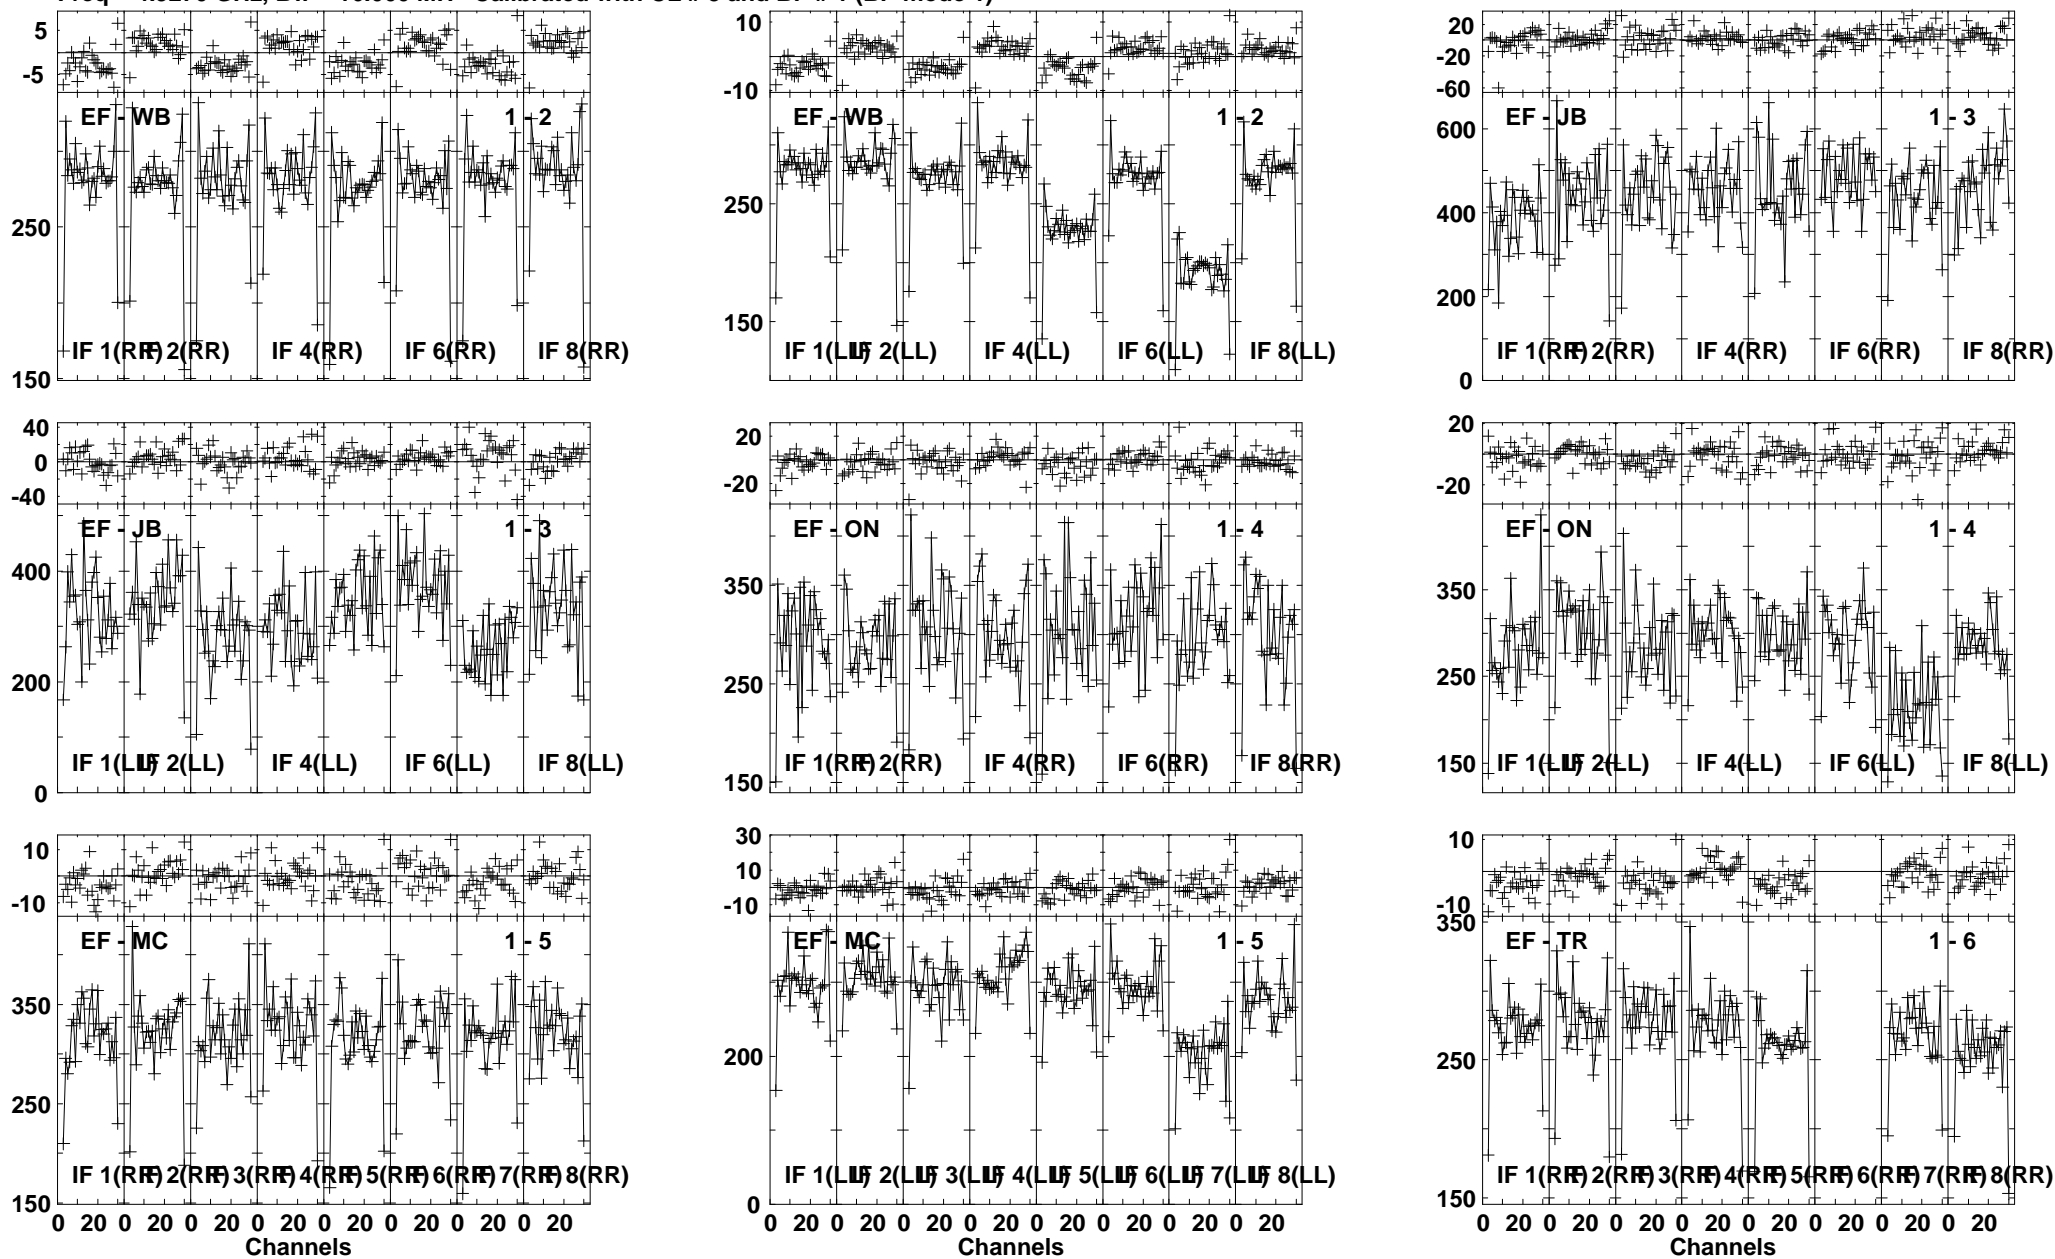 5
-5
EF - WB 1 - 2
250
150
IF 1(RR) IF 2(RR) IF 4(RR) IF 6(RR) IF 8(RR)
10
-10
EF - WB 1 - 2
250
150
IF 1(LL) IF 2(LL) IF 4(LL) IF 6(LL) IF 8(LL)
20
-20
-60
EF - JB 1 - 3
600
400
200
0
IF 1(RR) IF 2(RR) IF 4(RR) IF 6(RR) IF 8(RR)
40
0
-40
EF - JB 1 - 3
400
200
0
IF 1(LL) IF 2(LL) IF 4(LL) IF 6(LL) IF 8(LL)
20
-20
EF - ON 1 - 4
350
250
150
IF 1(RR) IF 2(RR) IF 4(RR) IF 6(RR) IF 8(RR)
20
-20
EF - ON 1 - 4
350
250
150
IF 1(LL) IF 2(LL) IF 4(LL) IF 6(LL) IF 8(LL)
10
-10
EF - MC 1 - 5
350
250
150
IF 1(RR) IF 2(RR) IF 3(RR) IF 4(RR) IF 5(RR) IF 6(RR) IF 7(RR) IF 8(RR)
0 20 0 20 0 20 0 20 0 20 0 20 0 20 0 20
Channels
30
10
-10
EF - MC 1 - 5
200
0
IF 1(LL) IF 2(LL) IF 3(LL) IF 4(LL) IF 5(LL) IF 6(LL) IF 7(LL) IF 8(LL)
0 20 0 20 0 20 0 20 0 20 0 20 0 20 0 20
Channels
10
-10
EF - TR 1 - 6
350
250
150
IF 1(RR) IF 2(RR) IF 3(RR) IF 4(RR) IF 5(RR) IF 6(RR) IF 7(RR) IF 8(RR)
0 20 0 20 0 20 0 20 0 20 0 20 0 20 0 20
Channels